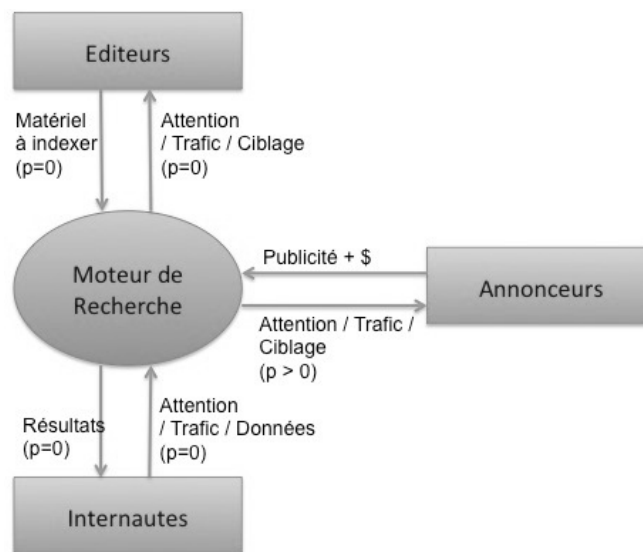 Editeurs
Matériel
à indexer
(p=0)
Attention
/ Trafic / Ciblage
(p=0)
Moteur de
Recherche
Publicité + $
Annonceurs
Attention / Trafic /
Ciblage
(p > 0)
Résultats
(p=0)
Attention
/ Trafic / Données
(p=0)
Internautes